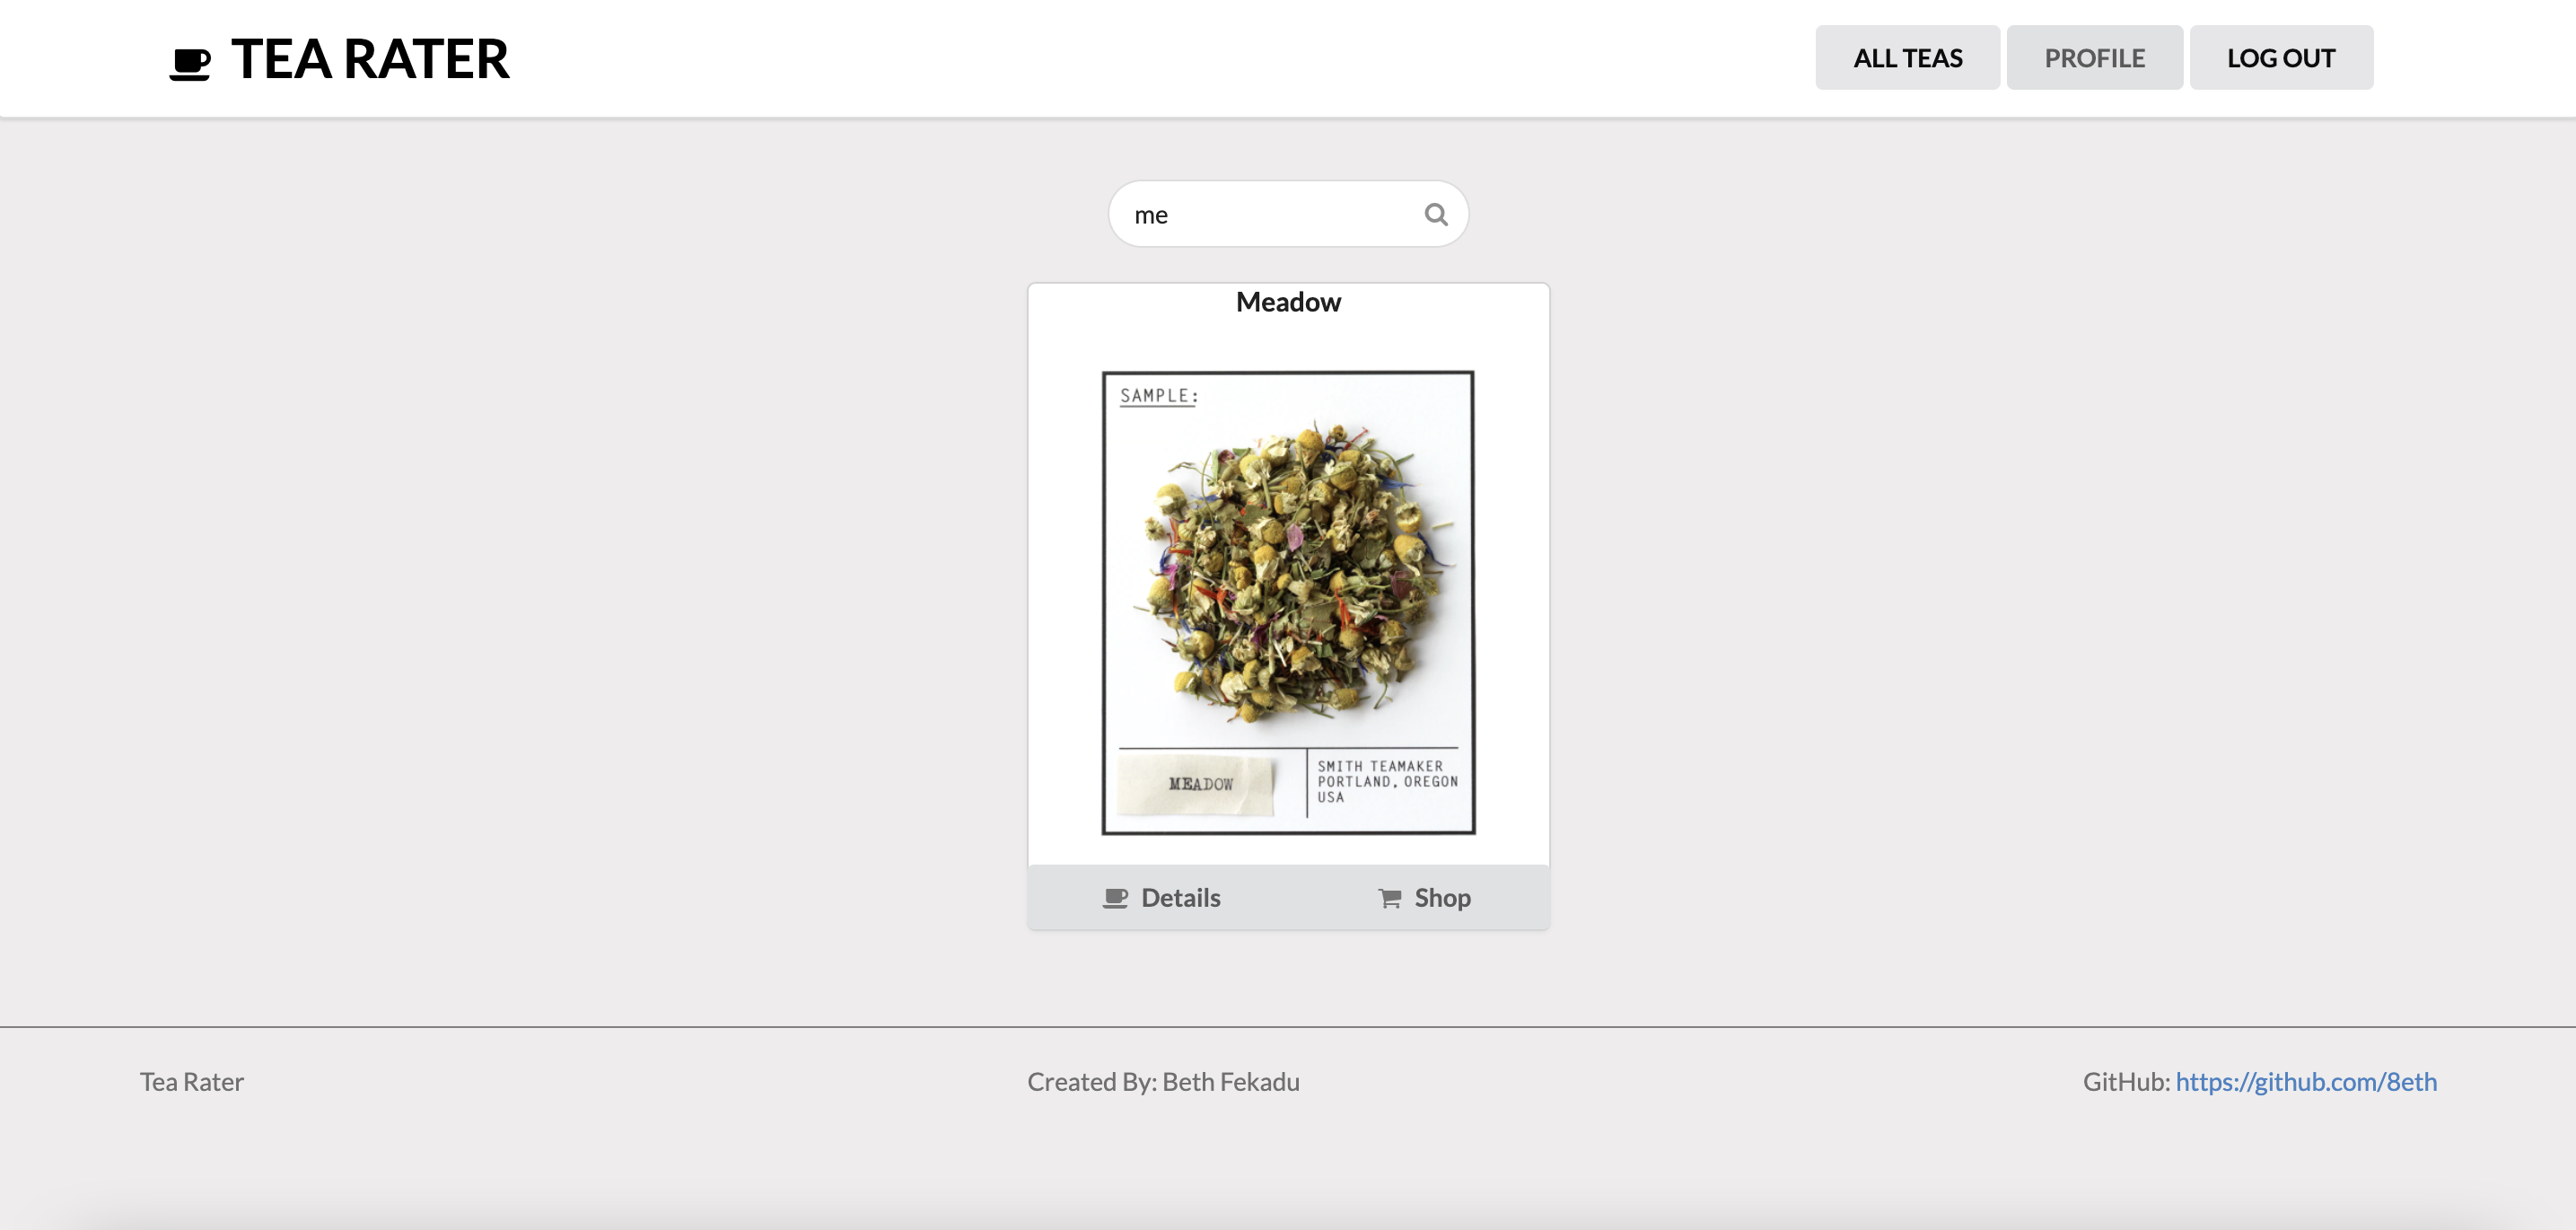 TEA RATER
ALL TEAS
PROFILE
LOG OUT
me
Meadow
SAMPLE:
MEADOW
SMITH TEAMAKER
PORTLAND, OREGON
USA
Details
Shop
Tea Rater
Created By: Beth Fekadu
GitHub: https://github.com/8eth